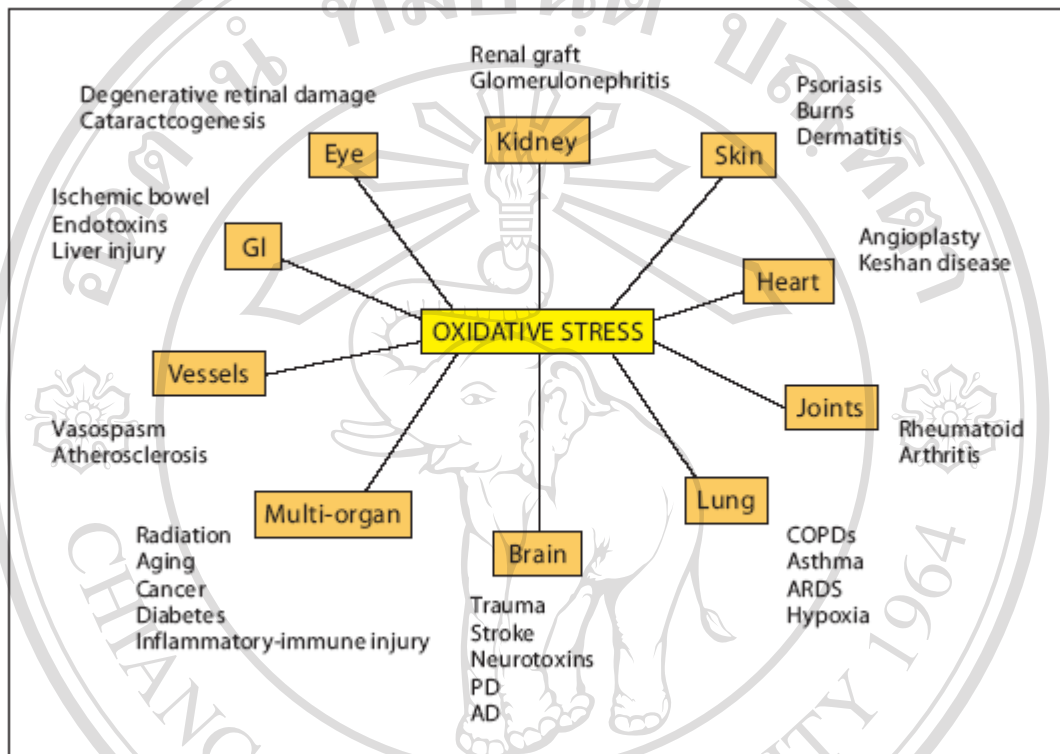 Renal graft
Glomerulonephritis
Kidney
Degenerative retinal damage
Cataractcogenesis
Eye
Psoriasis
Burns
Dermatitis
Skin
Ischemic bowel
Endotoxins
Liver injury
GI
Angioplasty
Keshan disease
Heart
OXIDATIVE STRESS
Vessels
Vasospasm
Atherosclerosis
Joints
Rheumatoid
Arthritis
Multi-organ
Radiation
Aging
Cancer
Diabetes
Inflammatory-immune injury
Brain
Trauma
Stroke
Neurotoxins
PD
AD
Lung
COPDs
Asthma
ARDS
Hypoxia
1964